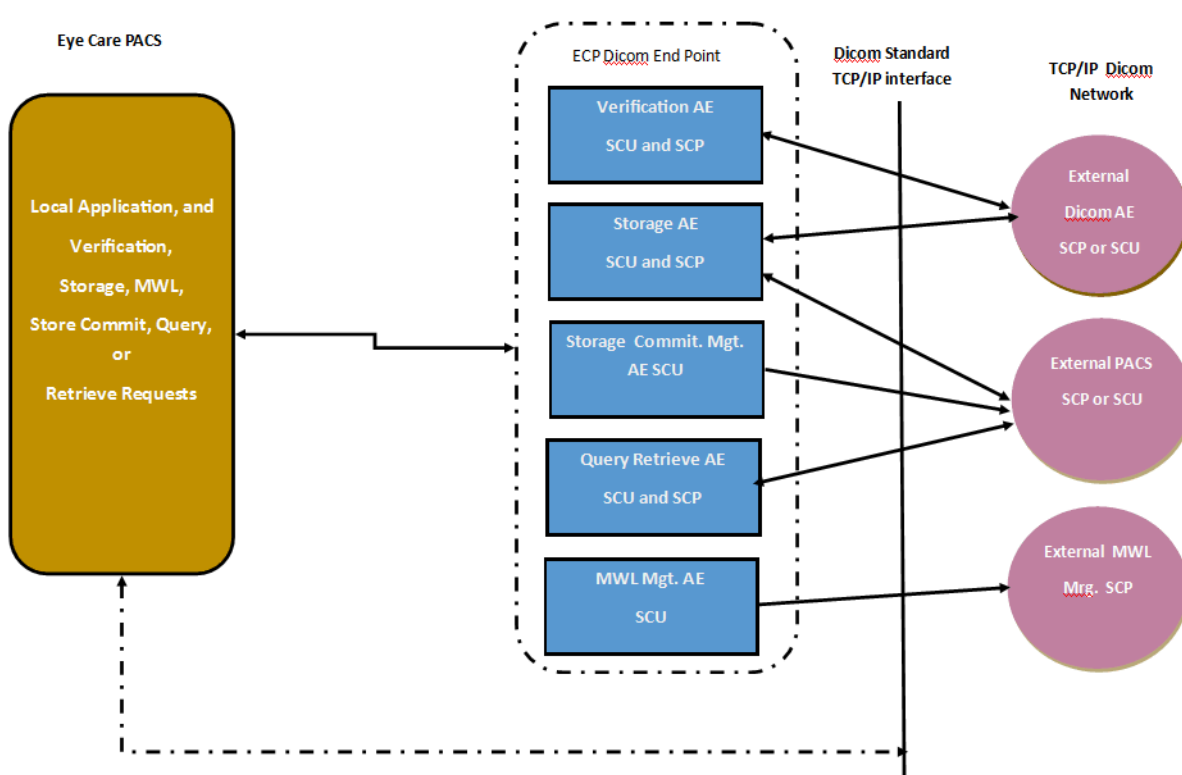 Eye Care PACS
Local Application, and
Verification,
Storage, MWL,
Store Commit, Query,
or
Retrieve Requests
ECP Dicom End Point
Verification AE
SCU and SCP
Storage AE
SCU and SCP
Storage Commit. Mgt.
AE SCU
Query Retrieve AE
SCU and SCP
MWL Mgt. AE
SCU
Dicom Standard
TCP/IP interface
TCP/IP Dicom
Network
External
Dicom AE
SCP or SCU
External PACS
SCP or SCU
External MWL
Mrg. SCP